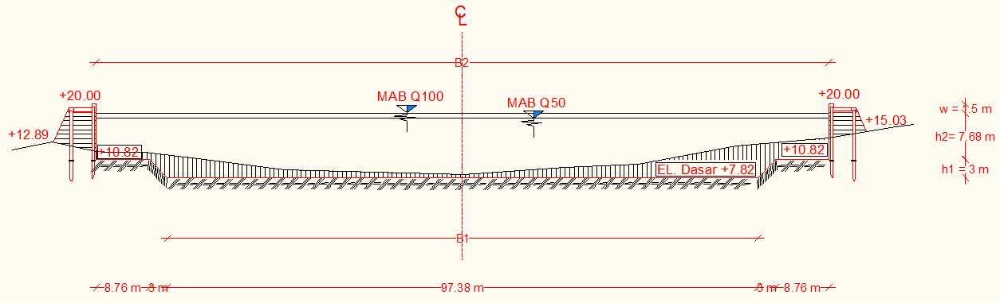 CL
B2
+20.00
+20.00
MAB Q100
MAB Q50
w = 1.5 m
+12.89
+15.03
h2= 7.68 m
+10.82
+10.82
EL. Dasar +7.82
h1 = 3 m
B1
8.76 m
3 m
97.38 m
3 m
8.76 m